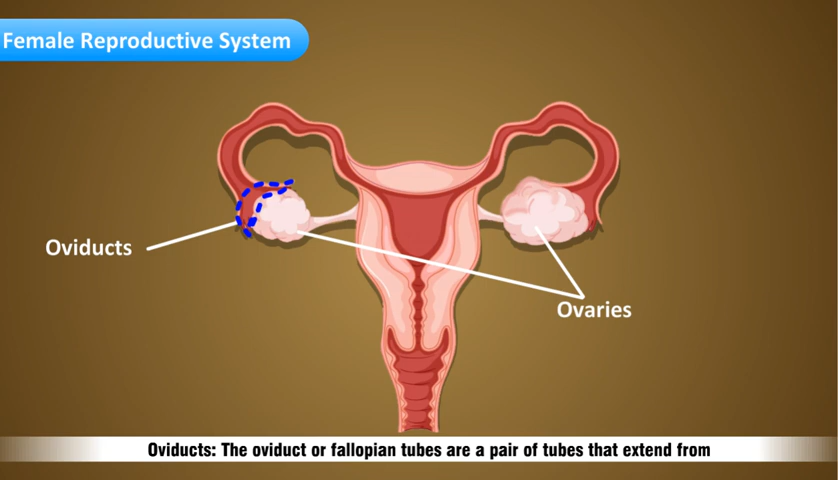 Female Reproductive System
Oviducts
Ovaries
Oviducts: The oviduct or fallopian tubes are a pair of tubes that extend from